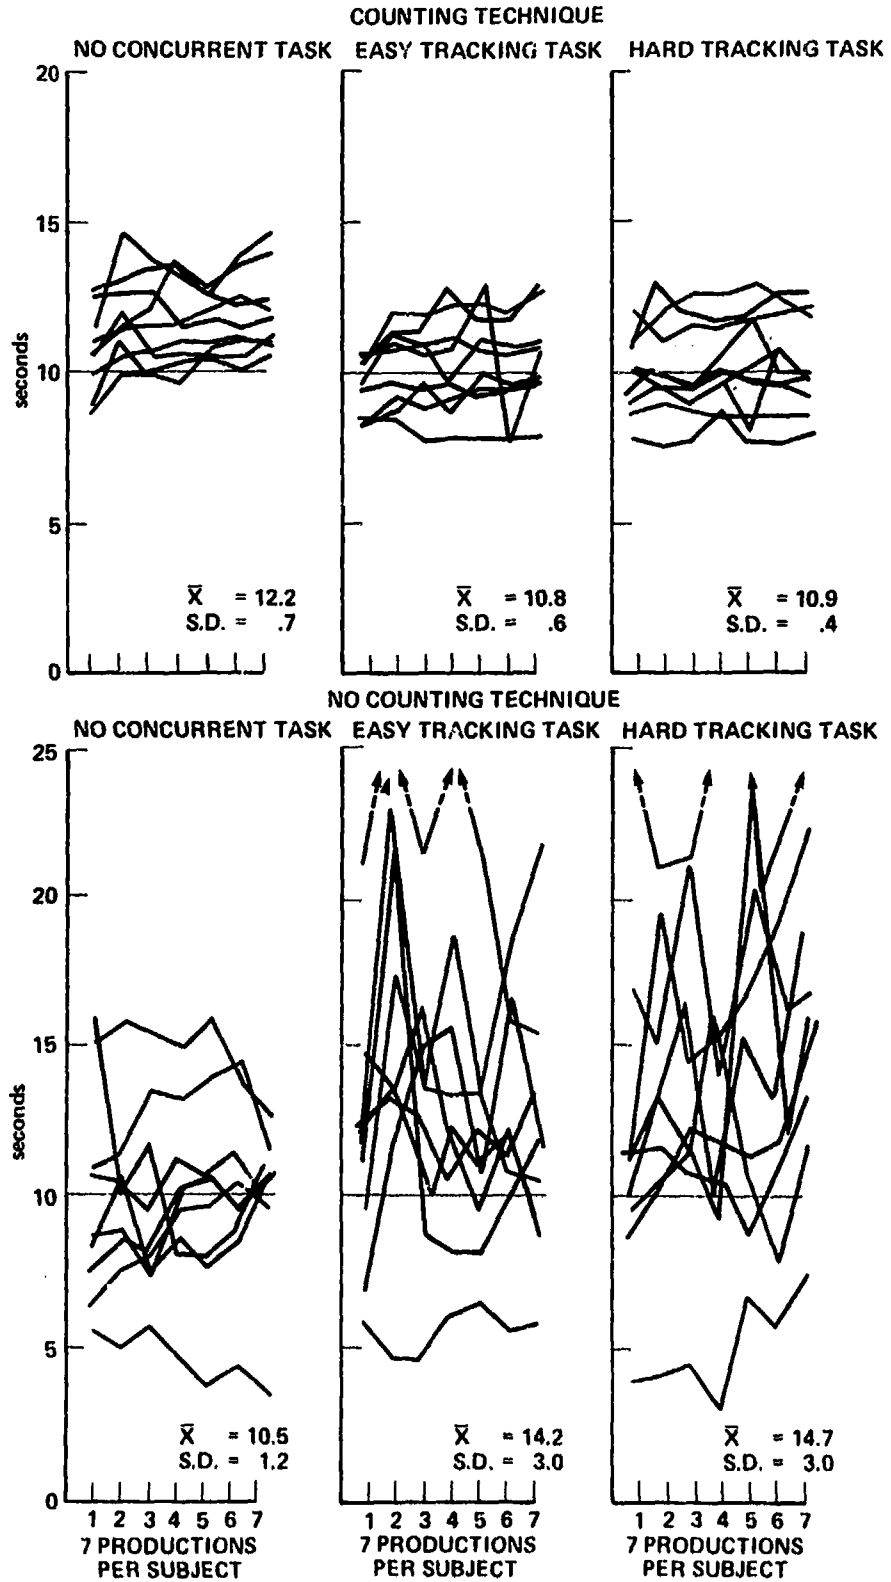 COUNTING TECHNIQUE
NO CONCURRENT TASK EASY TRACKING TASK HARD TRACKING TASK
20
15
seconds
10
5
0
X̄ = 12.2
S.D. = .7
X̄ = 10.8
S.D. = .6
X̄ = 10.9
S.D. = .4
NO COUNTING TECHNIQUE
NO CONCURRENT TASK EASY TRACKING TASK HARD TRACKING TASK
25
20
15
seconds
10
5
0
X̄ = 10.5
S.D. = 1.2
X̄ = 14.2
S.D. = 3.0
X̄ = 14.7
S.D. = 3.0
1 2 3 4 5 6 7
7 PRODUCTIONS
PER SUBJECT
1 2 3 4 5 6 7
7 PRODUCTIONS
PER SUBJECT
1 2 3 4 5 6 7
7 PRODUCTIONS
PER SUBJECT